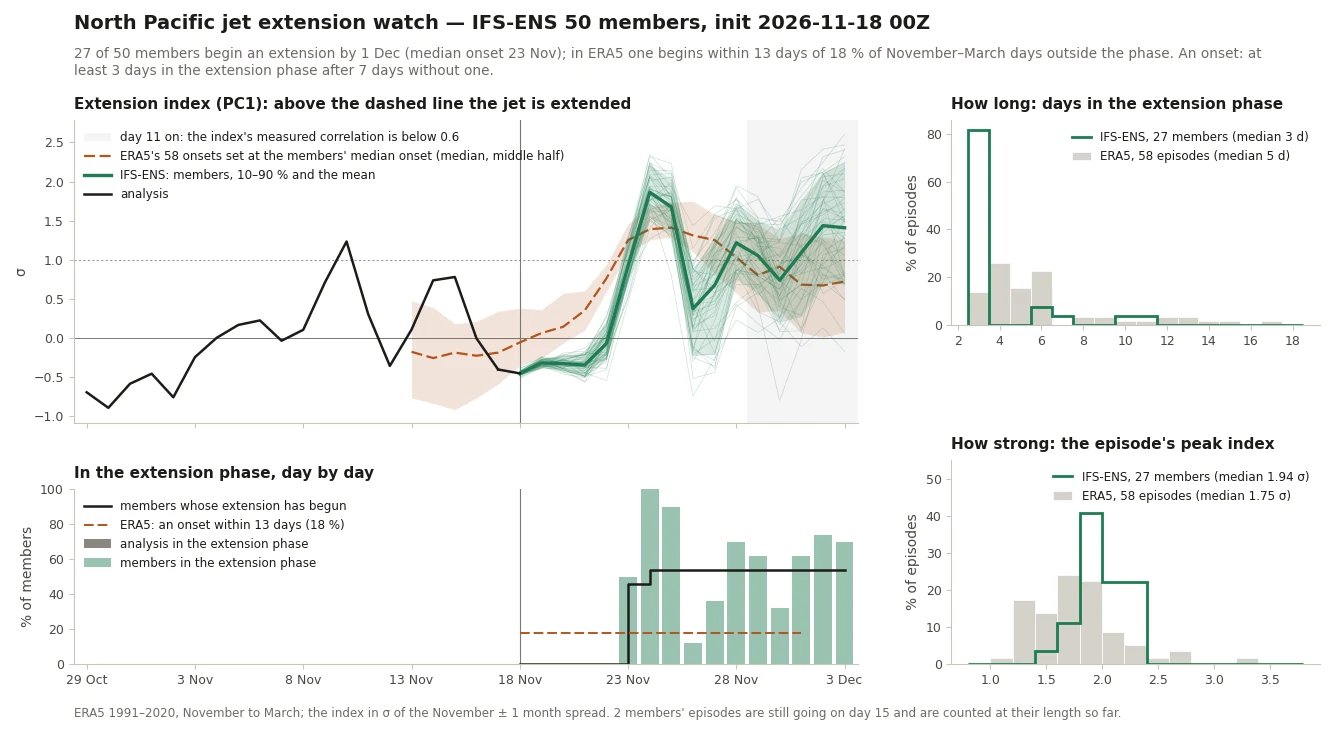 North Pacific jet extension watch — IFS-ENS 50 members, init 2026-11-18 00Z
27 of 50 members begin an extension by 1 Dec (median onset 23 Nov); in ERA5 one begins within 13 days of 18 % of November–March days outside the phase. An onset: at
least 3 days in the extension phase after 7 days without one.
Extension index (PC1): above the dashed line the jet is extended
day 11 on: the index's measured correlation is below 0.6
ERA5's 58 onsets set at the members' median onset (median, middle half)
IFS-ENS: members, 10–90 % and the mean
analysis
σ
2.5
2.0
1.5
1.0
0.5
0.0
−0.5
−1.0
How long: days in the extension phase
IFS-ENS, 27 members (median 3 d)
ERA5, 58 episodes (median 5 d)
% of episodes
80
60
40
20
0
2 4 6 8 10 12 14 16 18
In the extension phase, day by day
members whose extension has begun
ERA5: an onset within 13 days (18 %)
analysis in the extension phase
members in the extension phase
% of members
100
80
60
40
20
0
29 Oct 3 Nov 8 Nov 13 Nov 18 Nov 23 Nov 28 Nov 3 Dec
How strong: the episode's peak index
IFS-ENS, 27 members (median 1.94 σ)
ERA5, 58 episodes (median 1.75 σ)
% of episodes
50
40
30
20
10
0
1.0 1.5 2.0 2.5 3.0 3.5
ERA5 1991–2020, November to March; the index in σ of the November ± 1 month spread. 2 members' episodes are still going on day 15 and are counted at their length so far.